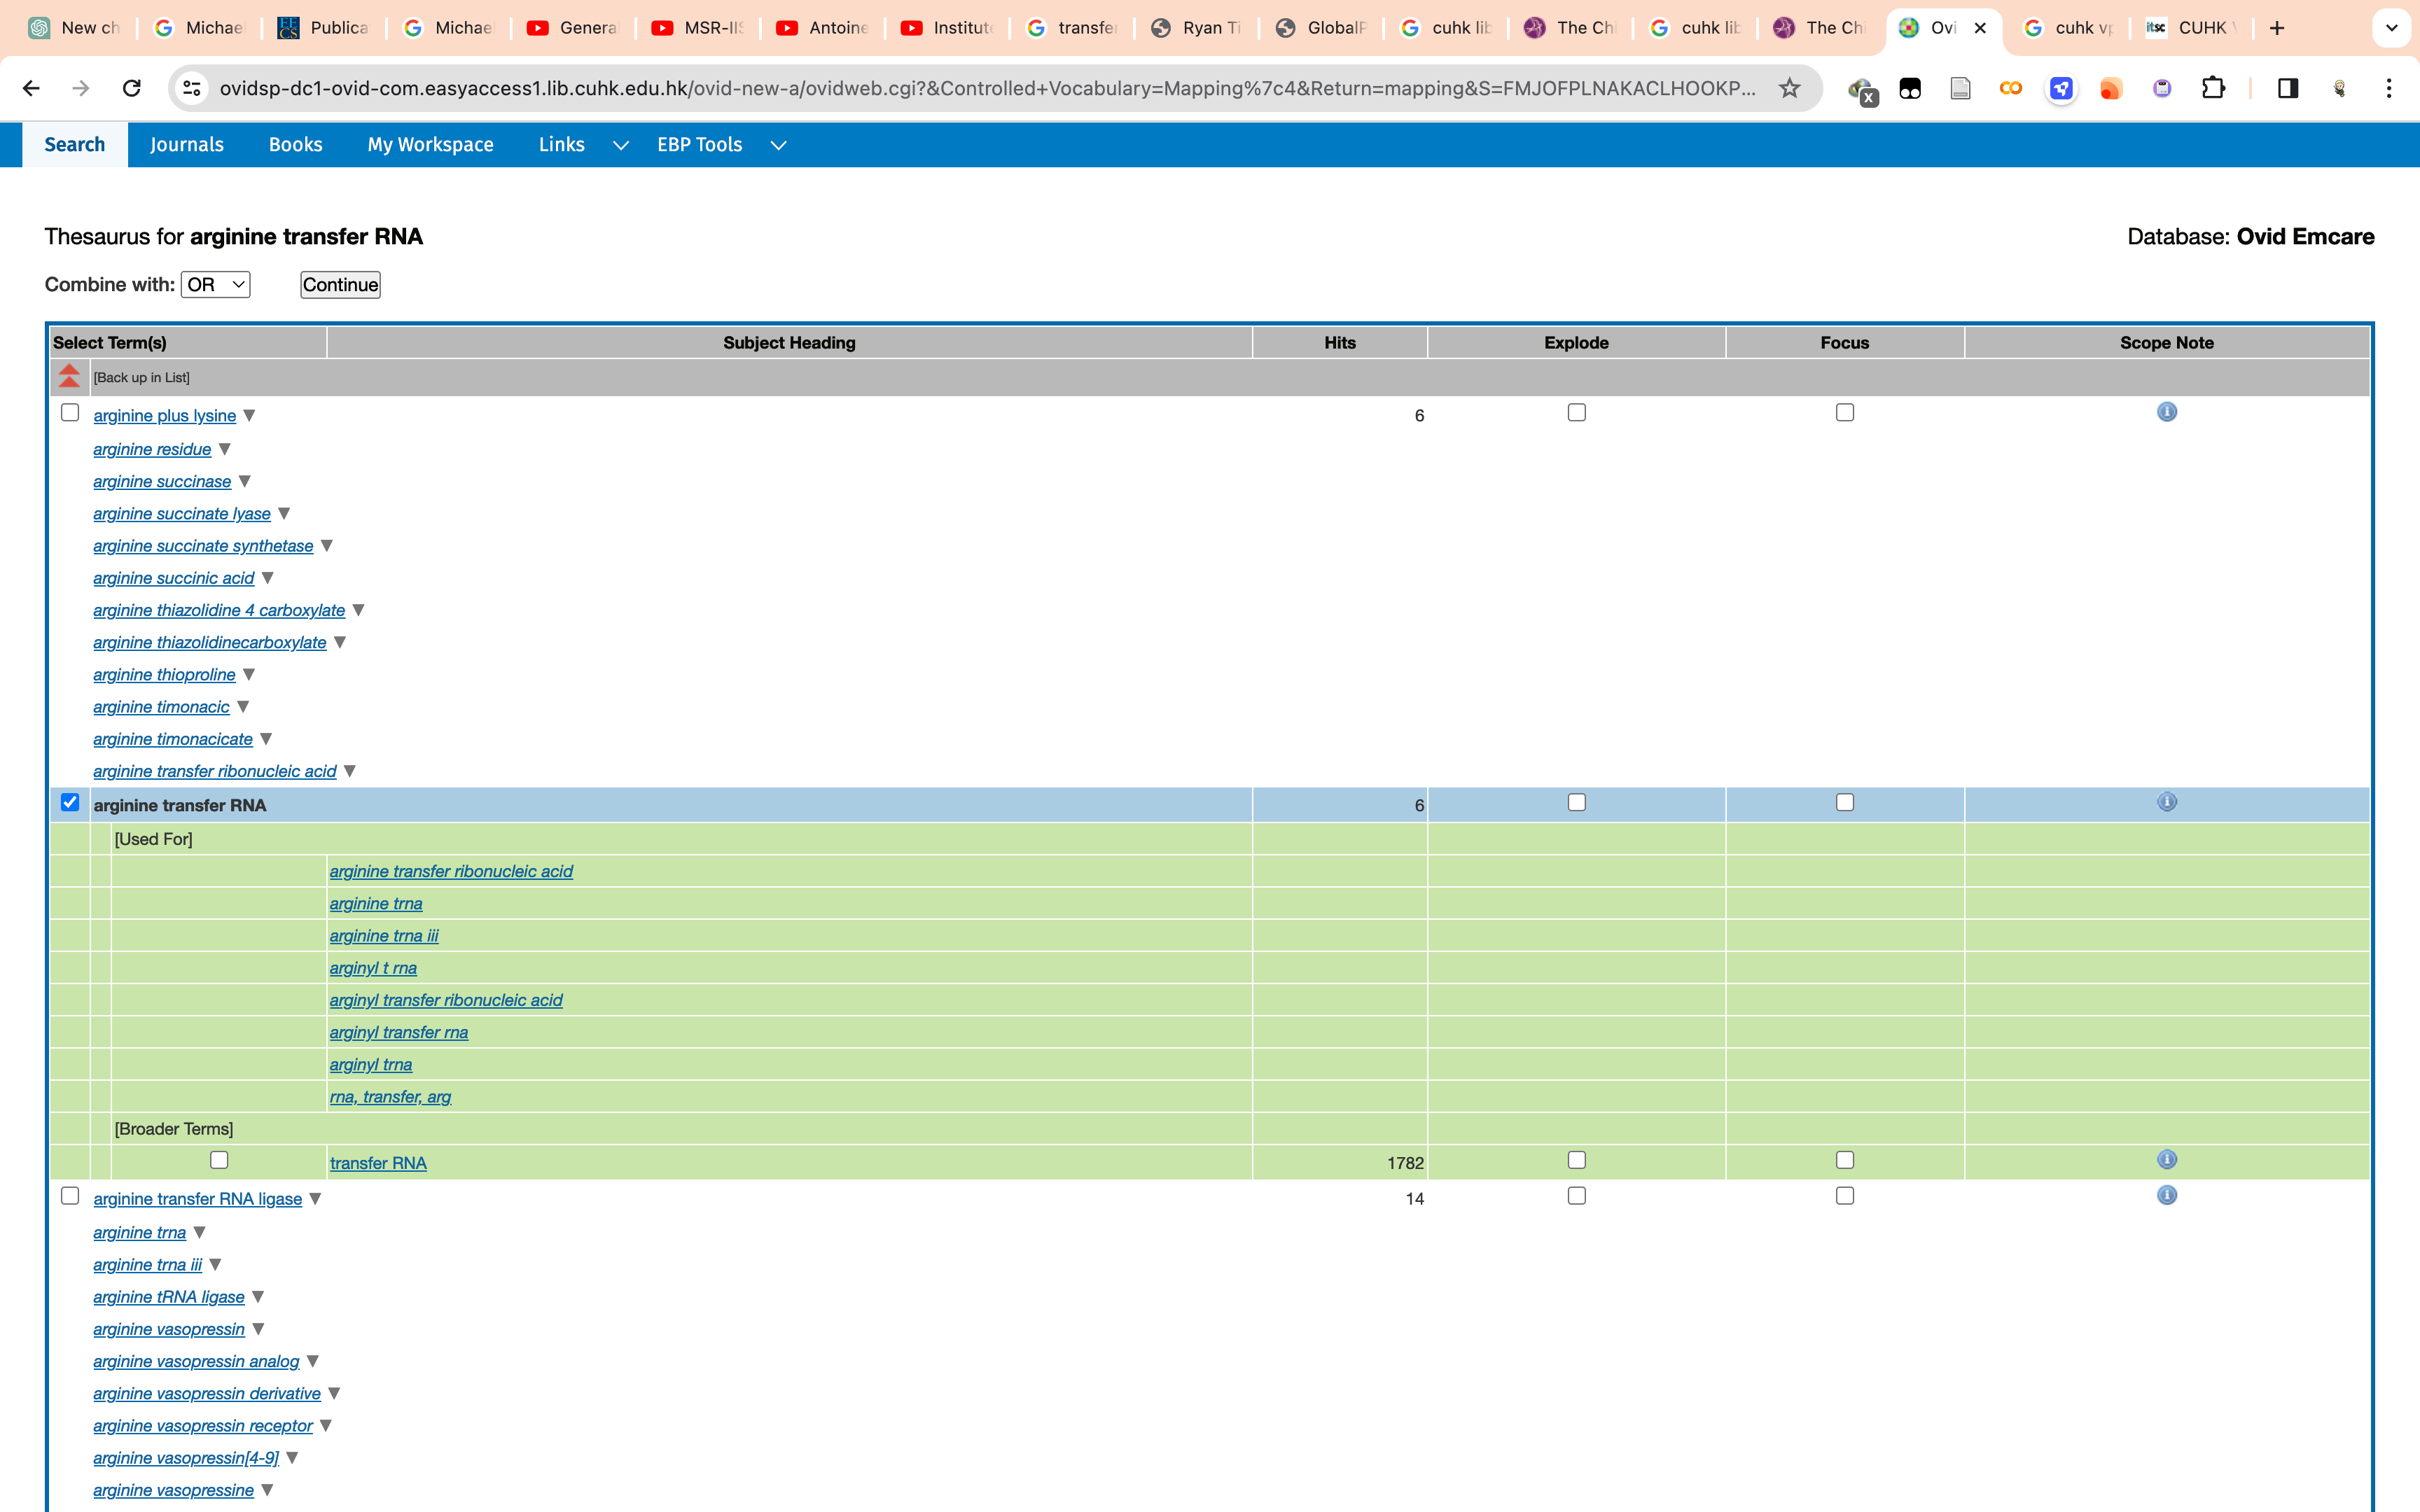 New ch
Michae
Publica
Michae
General
MSR-IIS
Antoine
Institute
transfer
Ryan Ti
GlobalP
cuhk lib
The Chi
cuhk lib
The Chi
Ovi
cuhk vp
itsc CUHK V
ovidsp-dc1-ovid-com.easyaccess1.lib.cuhk.edu.hk/ovid-new-a/ovidweb.cgi?&Controlled+Vocabulary=Mapping%7c4&Return=mapping&S=FMJOFPLNAKACLHOOKP...
Search Journals Books My Workspace Links EBP Tools
Thesaurus for arginine transfer RNA
Database: Ovid Emcare
Combine with: OR Continue
Select Term(s) Subject Heading Hits Explode Focus Scope Note
[Back up in List]
arginine plus lysine 6
arginine residue
arginine succinase
arginine succinate lyase
arginine succinate synthetase
arginine succinic acid
arginine thiazolidine 4 carboxylate
arginine thiazolidinecarboxylate
arginine thioproline
arginine timonacic
arginine timonacicate
arginine transfer ribonucleic acid
arginine transfer RNA 6
[Used For]
arginine transfer ribonucleic acid
arginine trna
arginine trna iii
arginyl t rna
arginyl transfer ribonucleic acid
arginyl transfer rna
arginyl trna
rna, transfer, arg
[Broader Terms]
transfer RNA 1782
arginine transfer RNA ligase 14
arginine trna
arginine trna iii
arginine tRNA ligase
arginine vasopressin
arginine vasopressin analog
arginine vasopressin derivative
arginine vasopressin receptor
arginine vasopressin[4-9]
arginine vasopressine